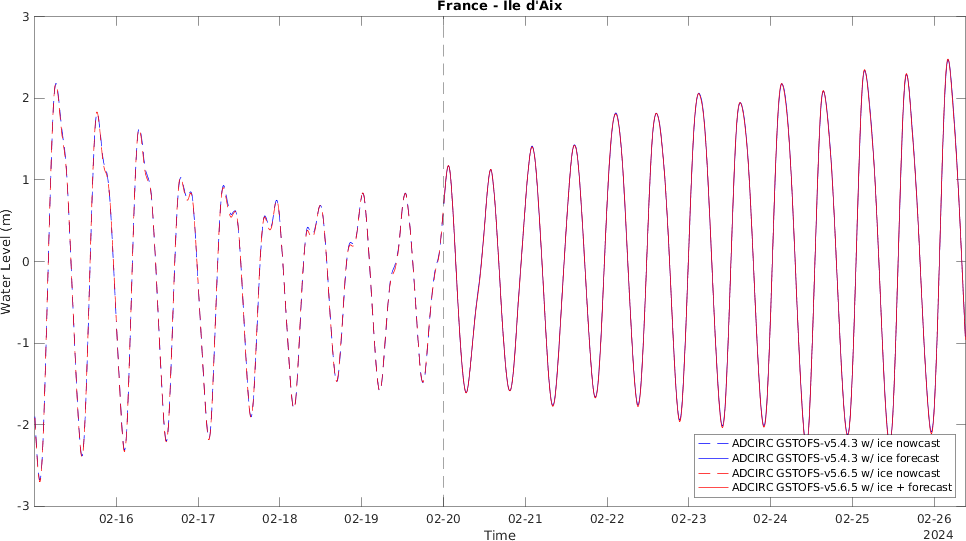 France - Ile d'Aix
Water Level (m)
3
2
1
0
-1
-2
-3
02-16
02-17
02-18
02-19
02-20
02-21
02-22
02-23
02-24
02-25
02-26
2024
Time
ADCIRC GSTOFS-v5.4.3 w/ ice nowcast
ADCIRC GSTOFS-v5.4.3 w/ ice forecast
ADCIRC GSTOFS-v5.6.5 w/ ice nowcast
ADCIRC GSTOFS-v5.6.5 w/ ice + forecast